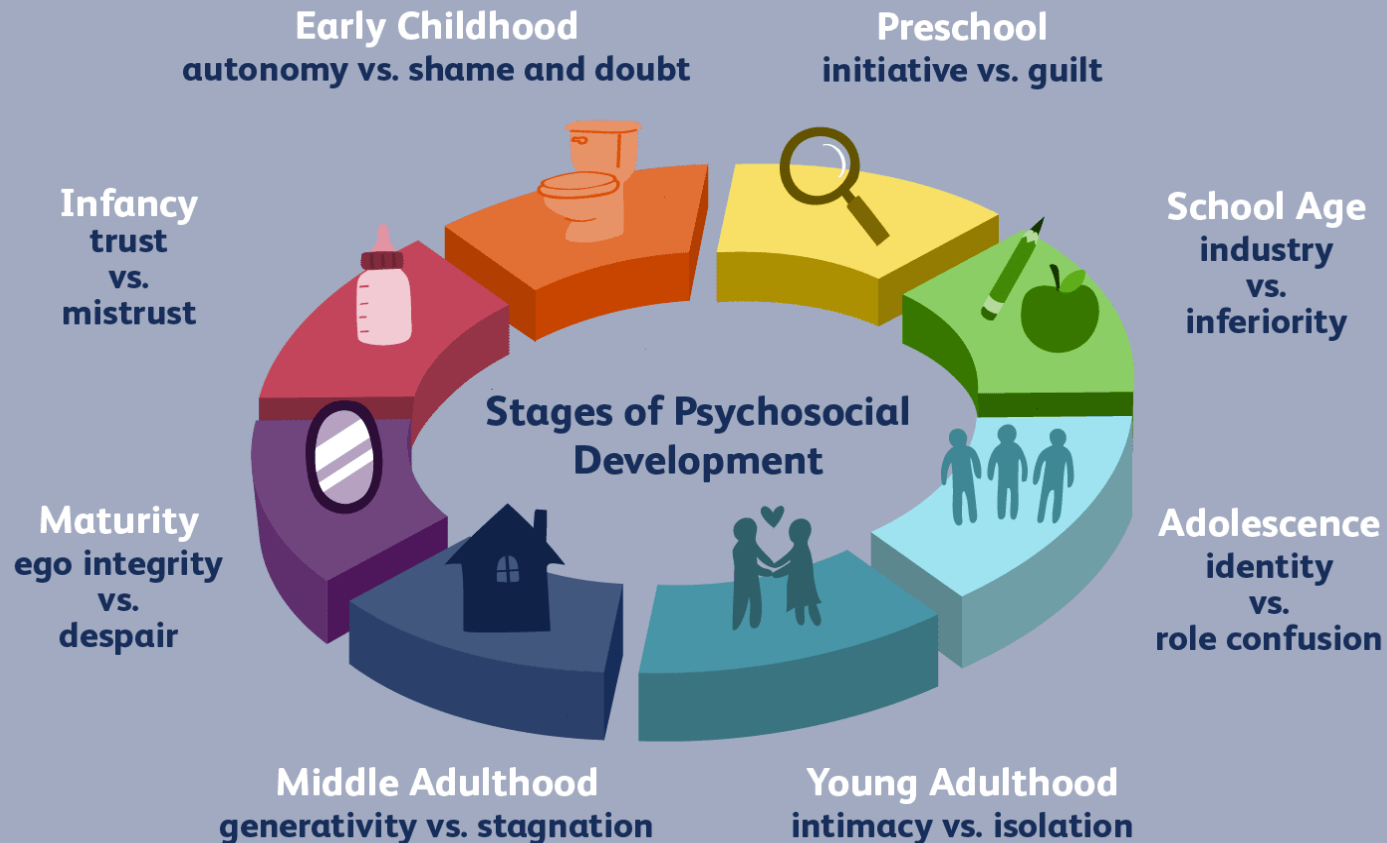 Early Childhood
autonomy vs. shame and doubt
Preschool
initiative vs. guilt
Infancy
trust
vs.
mistrust
School Age
industry
vs.
inferiority
Stages of Psychosocial
Development
Maturity
ego integrity
vs.
despair
Adolescence
identity
vs.
role confusion
Middle Adulthood
generativity vs. stagnation
Young Adulthood
intimacy vs. isolation